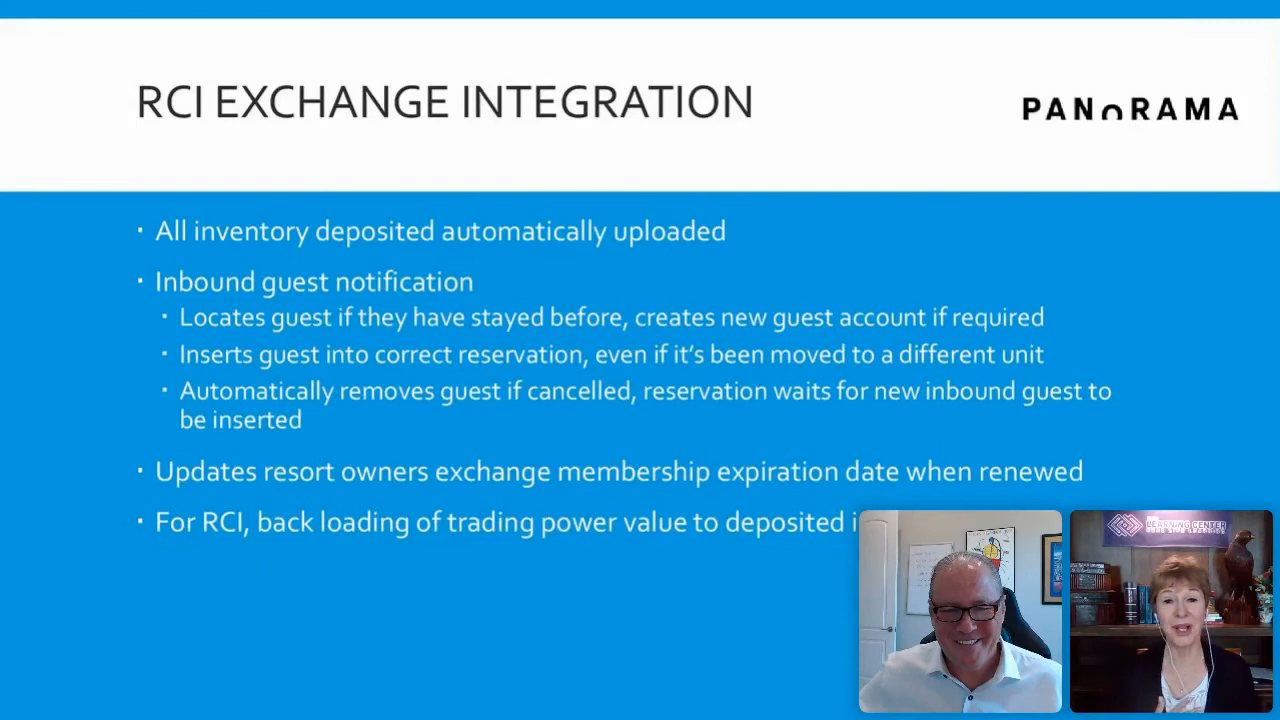 RCI EXCHANGE INTEGRATION
PANORAMA
All inventory deposited automatically uploaded
Inbound guest notification
Locates guest if they have stayed before, creates new guest account if required
Inserts guest into correct reservation, even if it's been moved to a different unit
Automatically removes guest if cancelled, reservation waits for new inbound guest to
be inserted
Updates resort owners exchange membership expiration date when renewed
For RCI, back loading of trading power value to deposited
LEARNING CENTER